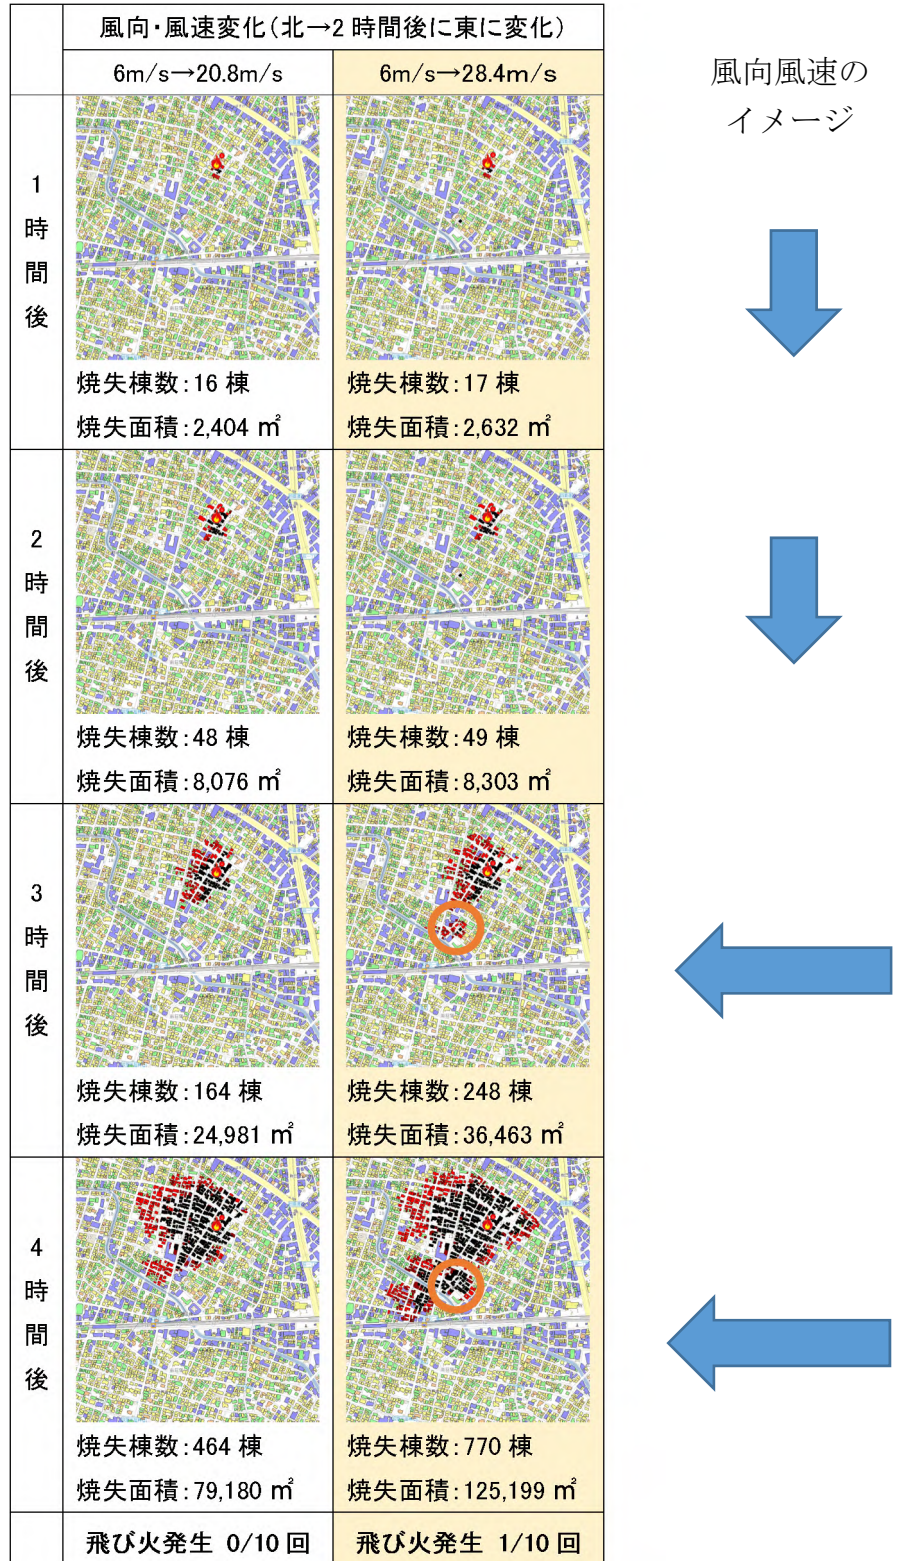 風向・風速変化(北→2時間後に東に変化)
6m/s→20.8m/s
6m/s→28.4m/s
風向風速の
イメージ
1時間後
焼失棟数:16 棟
焼失面積:2,404 ㎡
焼失棟数:17 棟
焼失面積:2,632 ㎡
2時間後
焼失棟数:48 棟
焼失面積:8,076 ㎡
焼失棟数:49 棟
焼失面積:8,303 ㎡
3時間後
焼失棟数:164 棟
焼失面積:24,981 ㎡
焼失棟数:248 棟
焼失面積:36,463 ㎡
4時間後
焼失棟数:464 棟
焼失面積:79,180 ㎡
焼失棟数:770 棟
焼失面積:125,199 ㎡
飛び火発生 0/10 回
飛び火発生 1/10 回